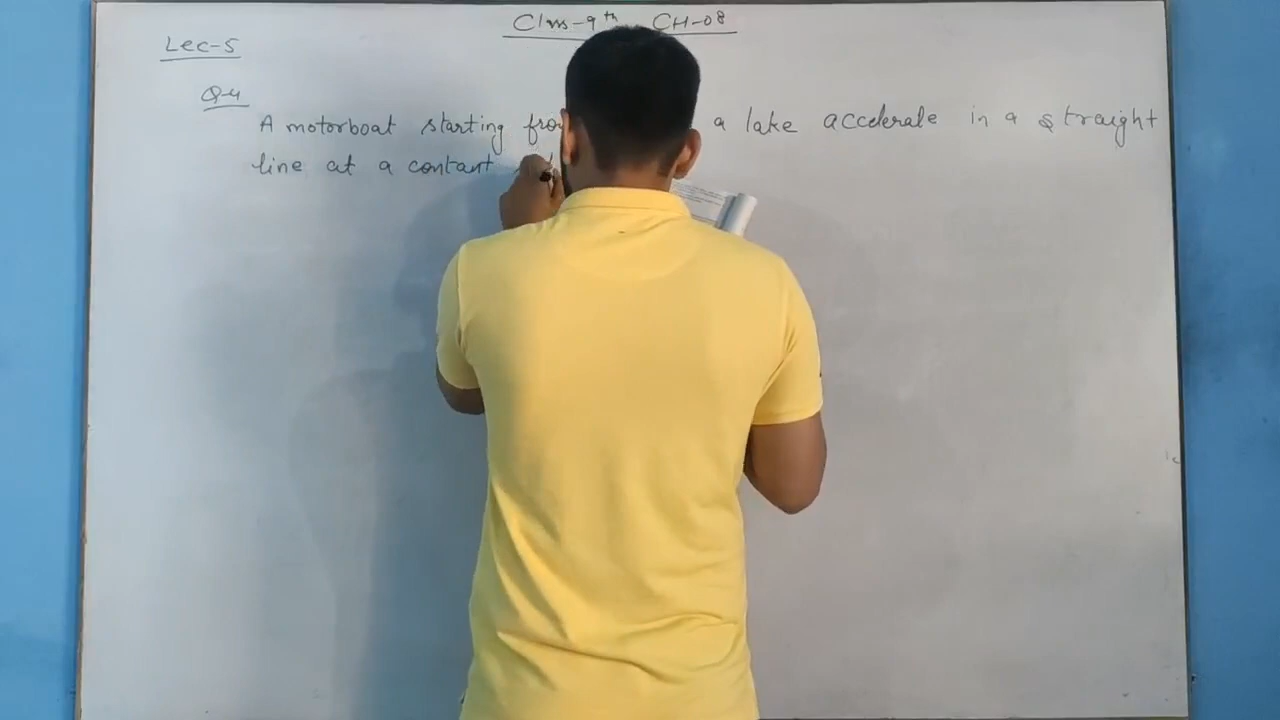 Class-9th CH-08
Lec-5
Q-4
A motorboat starting fro a lake accelerate in a straight
line at a contant